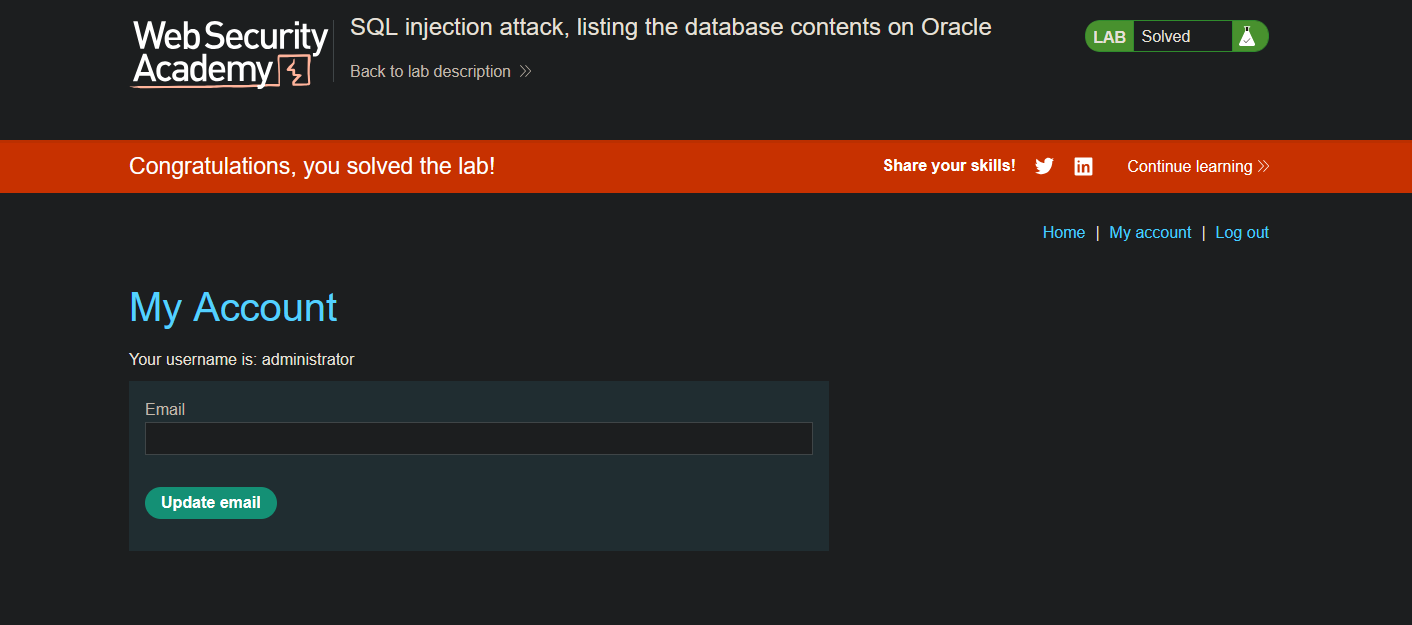 Web Security
Academy
SQL injection attack, listing the database contents on Oracle
Back to lab description
LAB Solved
Congratulations, you solved the lab!
Share your skills!
Continue learning
Home | My account | Log out
My Account
Your username is: administrator
Email
Update email